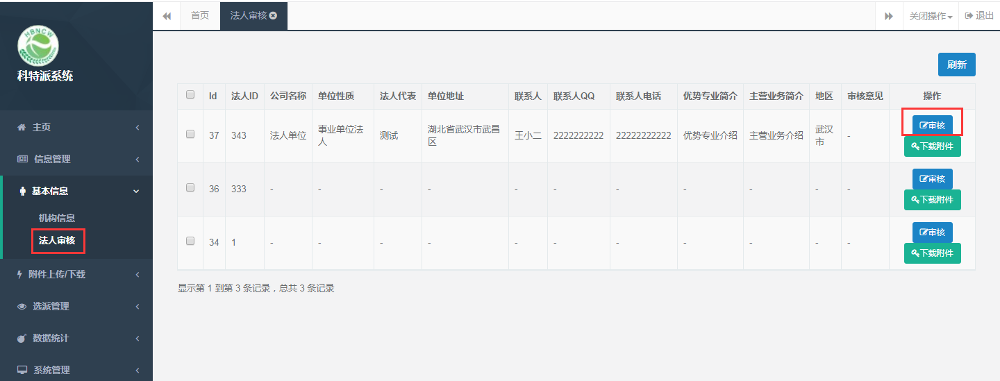 首页
法人审核
关闭操作
退出
HBNCW
科特派系统
主页
信息管理
基本信息
机构信息
法人审核
附件上传/下载
选派管理
数据统计
系统管理
刷新
Id 法人ID 公司名称 单位性质 法人代表 单位地址 联系人 联系人QQ 联系人电话 优势专业简介 主营业务简介 地区 审核意见 操作
37 343 法人单位 事业单位法 测试 湖北省武汉市武昌 王小二 2222222222 22222222222 优势专业介绍 主营业务介绍 武汉 - 审核
人 区 市 下载附件
36 333 - - - - - - - - - - - 审核
下载附件
34 1 - - - - - - - - - - - 审核
下载附件
显示第 1 到第 3 条记录，总共 3 条记录